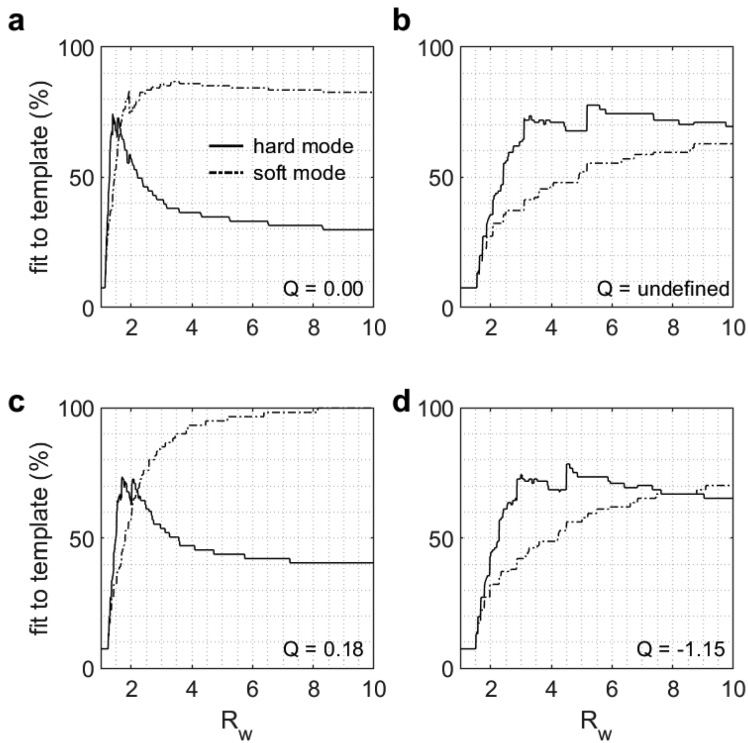 a
100
50
0
fit to template (%)
hard mode
soft mode
Q = 0.00
2 4 6 8 10
b
100
50
0
Q = undefined
2 4 6 8 10
c
100
50
0
fit to template (%)
Q = 0.18
2 4 6 8 10
R_w
d
100
50
0
Q = -1.15
2 4 6 8 10
R_w